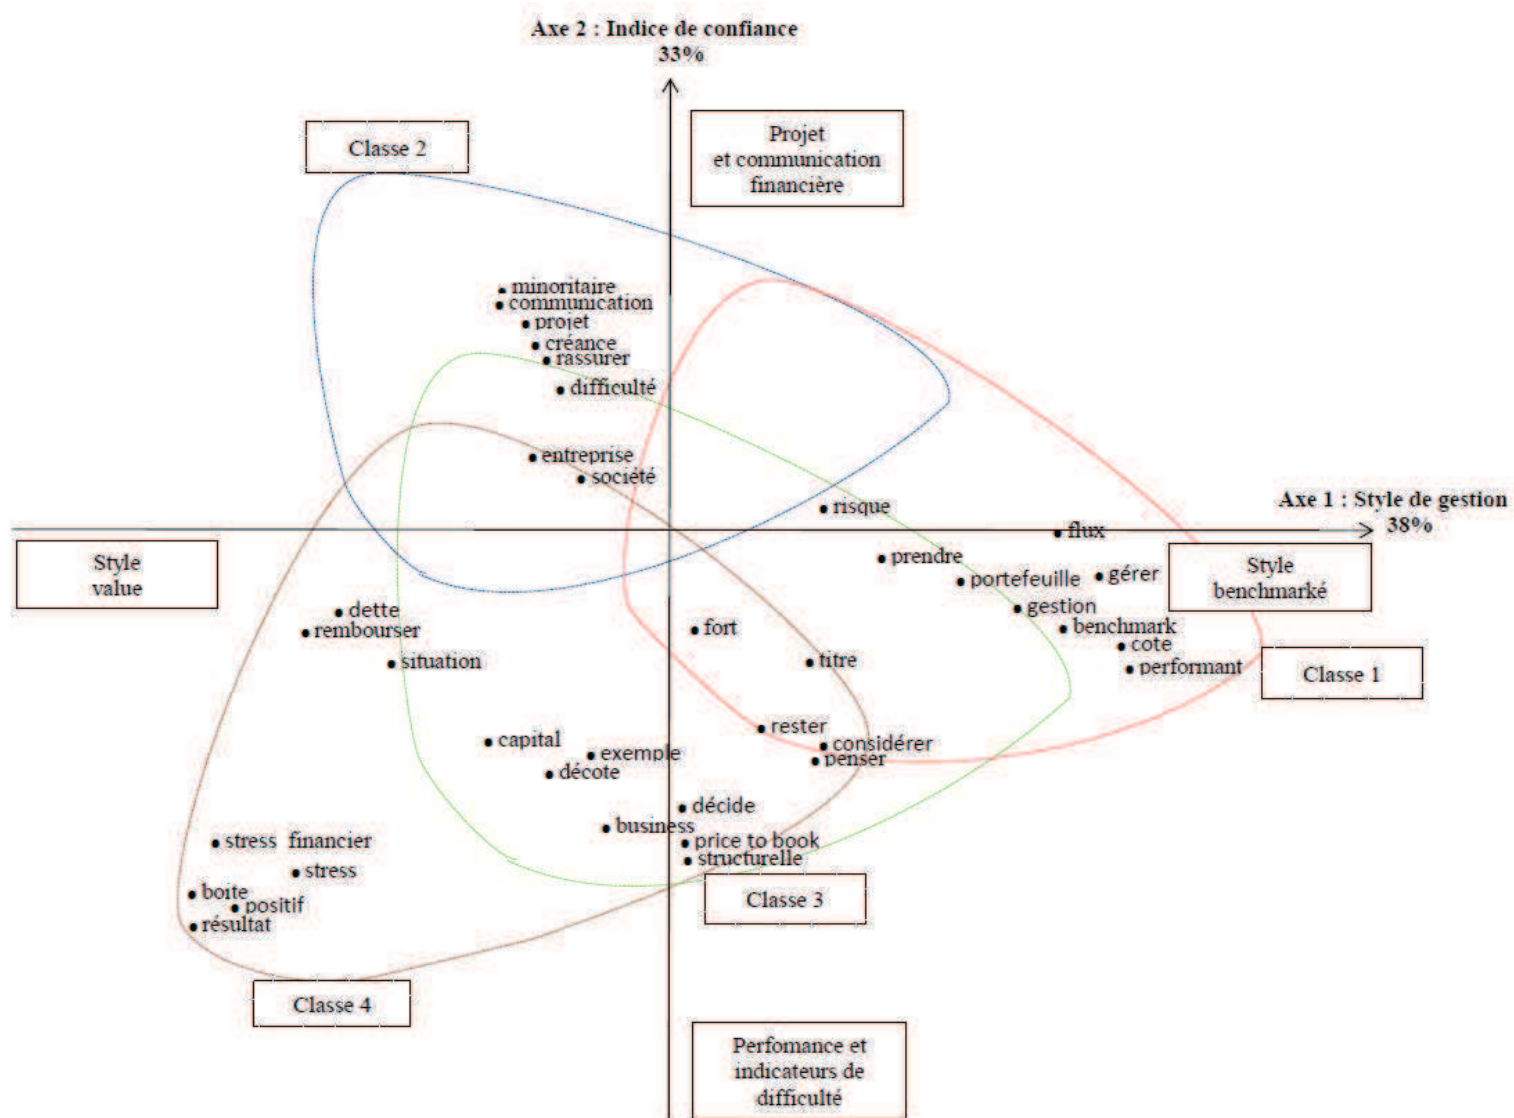 Axe 2 : Indice de confiance
33%
Projet
et communication
financière
Classe 2
minoritaire
communication
projet
créance
rassurer
difficulté
entreprise
société
risque
Axe 1 : Style de gestion
38%
flux
Style
value
prendre
portefeuille
gérer
Style
benchmarké
dette
rembourser
gestion
fort
benchmark
cote
situation
titre
performant
Classe 1
rester
capital
considérer
exemple
penser
décote
décide
business
price to book
stress financier
structurelle
stress
Classe 3
boite
positif
résultat
Classe 4
Perfomance et
indicateurs de
difficulté